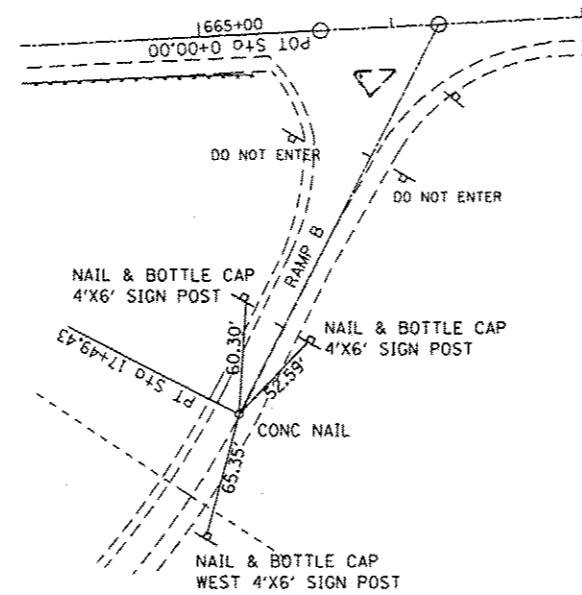 1665+00
POT Sta 0+00.00
DO NOT ENTER
DO NOT ENTER
RAMP B
NAIL & BOTTLE CAP
4'X6' SIGN POST
60.30'
NAIL & BOTTLE CAP
4'X6' SIGN POST
52.59'
PT Sta 17+49.43
CONC NAIL
65.35'
NAIL & BOTTLE CAP
WEST 4'X6' SIGN POST